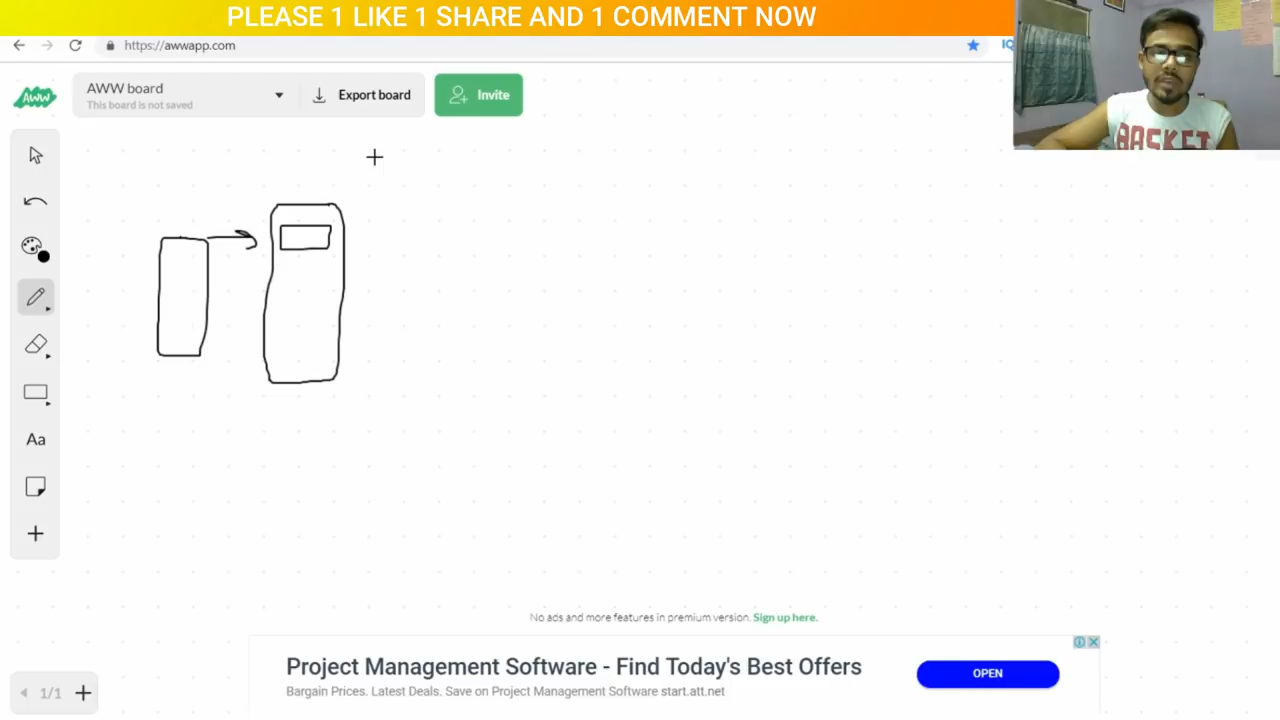 PLEASE 1 LIKE 1 SHARE AND 1 COMMENT NOW
https://awwapp.com
IQ
AWW
AWW board
This board is not saved
Export board
Invite
BASKET
Aa
No ads and more features in premium version. Sign up here.
Project Management Software - Find Today's Best Offers
Bargain Prices. Latest Deals. Save on Project Management Software start.att.net
OPEN
1/1